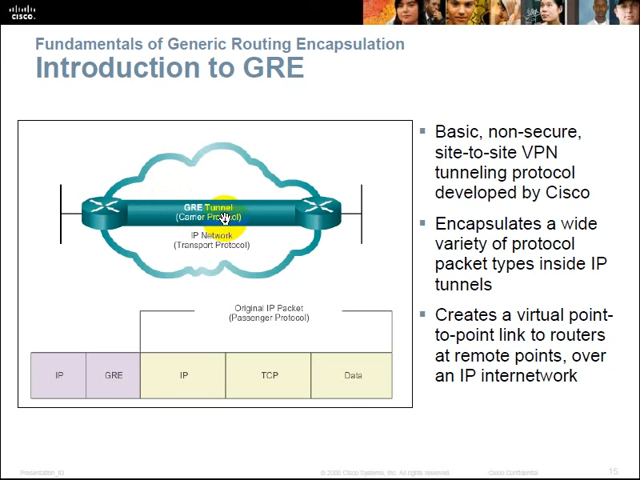 CISCO
Fundamentals of Generic Routing Encapsulation
Introduction to GRE
GRE Tunnel
(Carrier Protocol)
IP Network
(Transport Protocol)
Original IP Packet
(Passenger Protocol)
IP GRE IP TCP Data
Basic, non-secure,
site-to-site VPN
tunneling protocol
developed by Cisco
Encapsulates a wide
variety of protocol
packet types inside IP
tunnels
Creates a virtual point-
to-point link to routers
at remote points, over
an IP internetwork
Presentation_ID
© 2008 Cisco Systems, Inc. All rights reserved.
Cisco Confidential
15